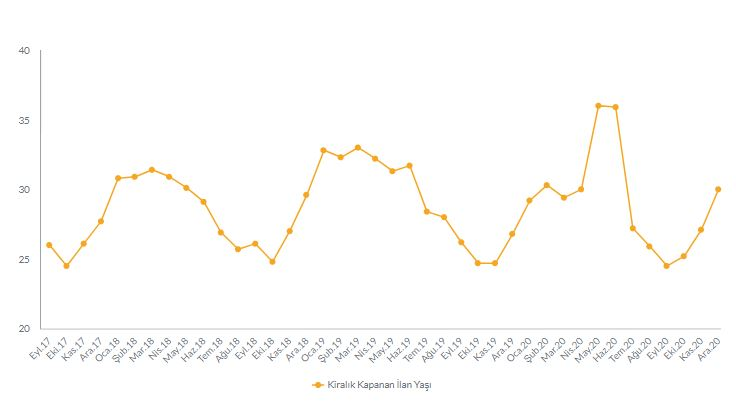 40
35
30
25
20
Eyl.17
Eki.17
Kas.17
Ara.17
Oca.18
Şub.18
Mar.18
Nis.18
May.18
Haz.18
Tem.18
Ağu.18
Eyl.18
Eki.18
Kas.18
Ara.18
Oca.19
Şub.19
Mar.19
Nis.19
May.19
Haz.19
Tem.19
Ağu.19
Eyl.19
Eki.19
Kas.19
Ara.19
Oca.20
Şub.20
Mar.20
Nis.20
May.20
Haz.20
Tem.20
Ağu.20
Eyl.20
Eki.20
Kas.20
Ara.20
Kiralık Kapanan İlan Yaşı